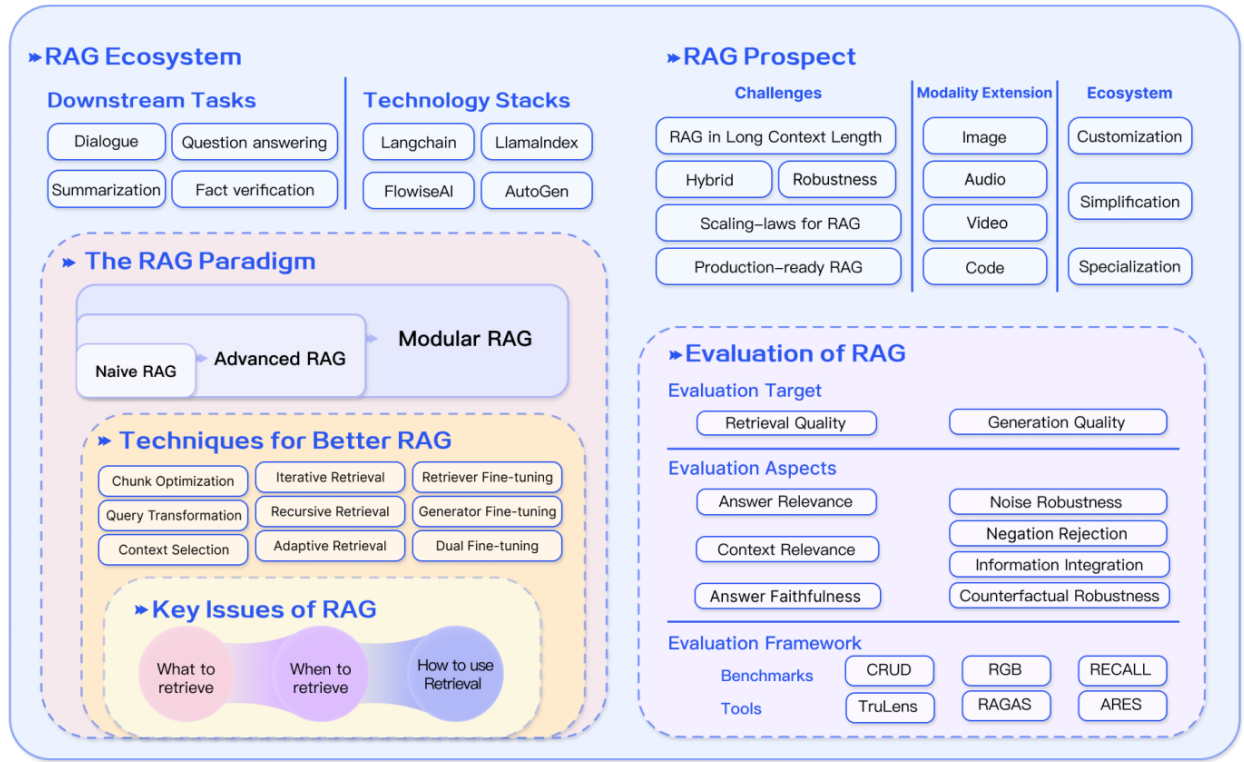 RAG Ecosystem
Downstream Tasks
Dialogue
Question answering
Summarization
Fact verification
Technology Stacks
Langchain
LlamaIndex
FlowiseAI
AutoGen
RAG Prospect
Challenges
RAG in Long Context Length
Hybrid
Robustness
Scaling-laws for RAG
Production-ready RAG
Modality Extension
Image
Audio
Video
Code
Ecosystem
Customization
Simplification
Specialization
The RAG Paradigm
Naive RAG
Advanced RAG
Modular RAG
Techniques for Better RAG
Chunk Optimization
Iterative Retrieval
Retriever Fine-tuning
Query Transformation
Recursive Retrieval
Generator Fine-tuning
Context Selection
Adaptive Retrieval
Dual Fine-tuning
Key Issues of RAG
What to
retrieve
When to
retrieve
How to use
Retrieval
Evaluation of RAG
Evaluation Target
Retrieval Quality
Generation Quality
Evaluation Aspects
Answer Relevance
Context Relevance
Answer Faithfulness
Noise Robustness
Negation Rejection
Information Integration
Counterfactual Robustness
Evaluation Framework
Benchmarks
CRUD
RGB
RECALL
Tools
TruLens
RAGAS
ARES